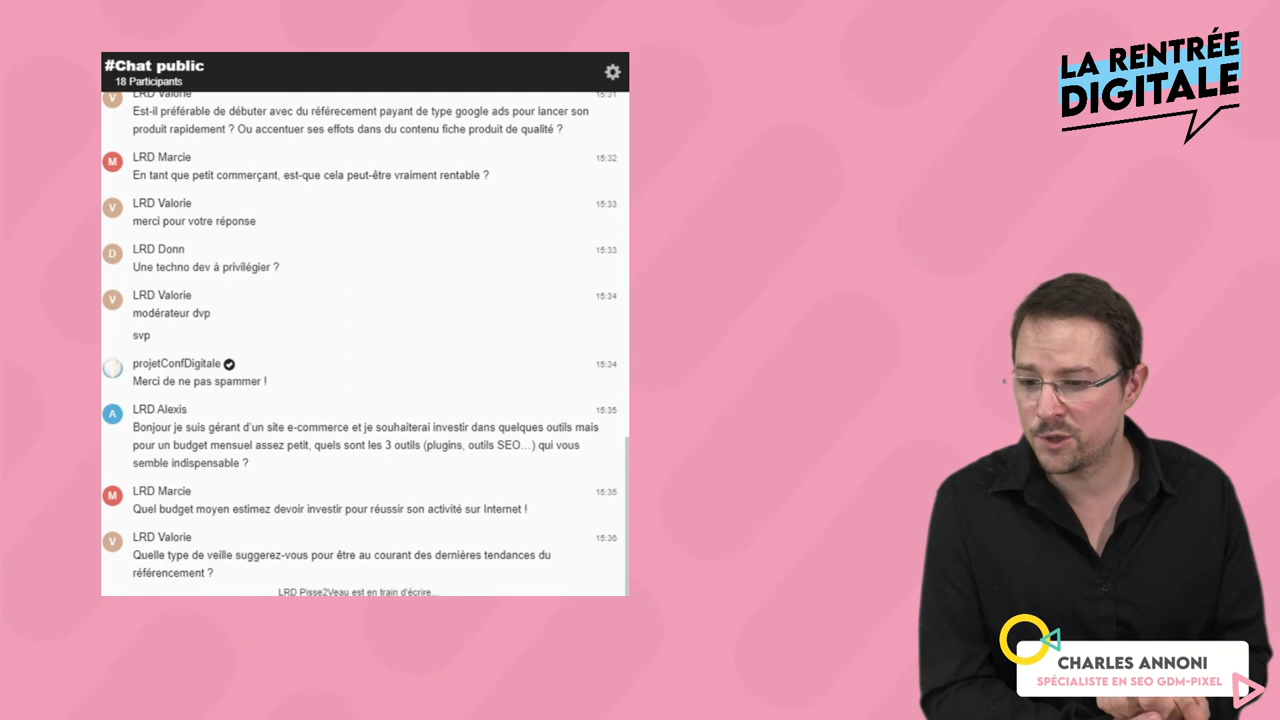 #Chat public
18 Participants
LRD Valorie 15:31
Est-il préférable de débuter avec du référecement payant de type google ads pour lancer son
produit rapidement ? Ou accentuer ses effots dans du contenu fiche produit de qualité ?
M LRD Marcie 15:32
En tant que petit commerçant, est-que cela peut-être vraiment rentable ?
V LRD Valorie 15:33
merci pour votre réponse
D LRD Donn 15:33
Une techno dev à privilégier ?
V LRD Valorie 15:34
modérateur dvp
svp
projetConfDigitale 15:34
Merci de ne pas spammer !
A LRD Alexis 15:35
Bonjour je suis gérant d'un site e-commerce et je souhaiterai investir dans quelques outils mais
pour un budget mensuel assez petit, quels sont les 3 outils (plugins, outils SEO...) qui vous
semble indispensable ?
M LRD Marcie 15:35
Quel budget moyen estimez devoir investir pour réussir son activité sur Internet !
V LRD Valorie 15:36
Quelle type de veille suggerez-vous pour être au courant des dernières tendances du
référencement ?
LRD Pisse2Veau est en train d'écrire...
LA RENTRÉE
DIGITALE
CHARLES ANNONI
SPÉCIALISTE EN SEO GDM-PIXEL